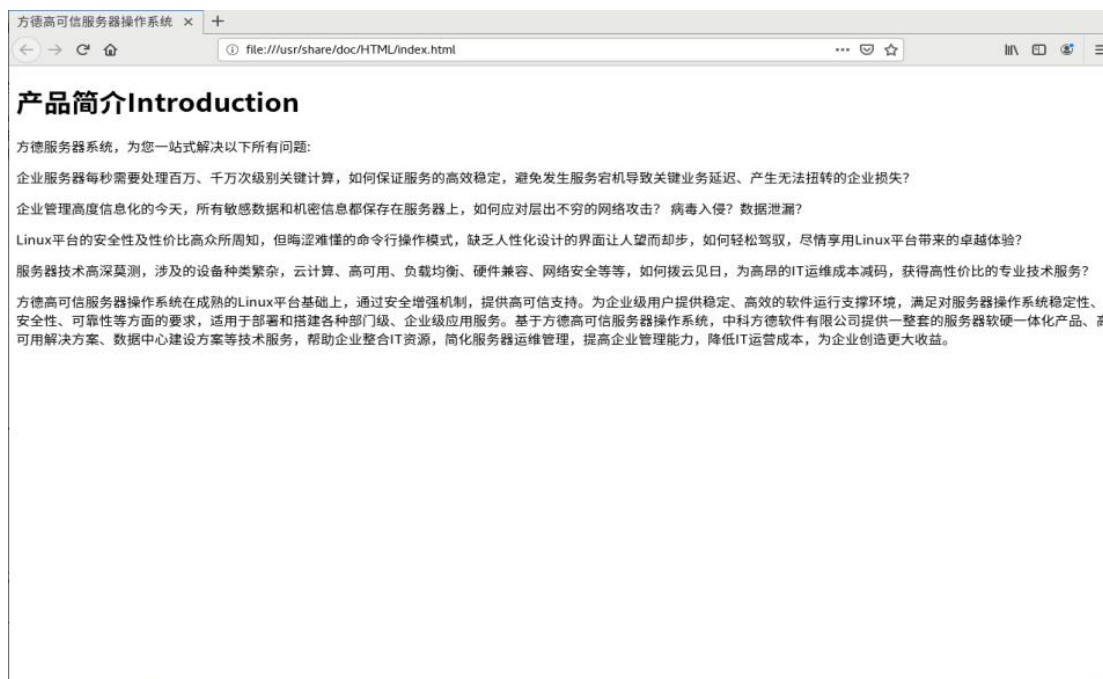 方德高可信服务器操作系统
file:///usr/share/doc/HTML/index.html
产品简介Introduction
方德服务器系统，为您一站式解决以下所有问题:
企业服务器每秒需要处理百万、千万次级别关键计算，如何保证服务的高效稳定，避免发生服务宕机导致关键业务延迟、产生无法扭转的企业损失？
企业管理高度信息化的今天，所有敏感数据和机密信息都保存在服务器上，如何应对层出不穷的网络攻击？ 病毒入侵？数据泄漏？
Linux平台的安全性及性价比高众所周知，但晦涩难懂的命令行操作模式，缺乏人性化设计的界面让人望而却步，如何轻松驾驭，尽情享用Linux平台带来的卓越体验？
服务器技术高深莫测，涉及的设备种类繁杂，云计算、高可用、负载均衡、硬件兼容、网络安全等等，如何拨云见日，为高昂的IT运维成本减码，获得高性价比的专业技术服务？
方德高可信服务器操作系统在成熟的Linux平台基础上，通过安全增强机制，提供高可信支持。为企业级用户提供稳定、高效的软件运行支撑环境，满足对服务器操作系统稳定性、
安全性、可靠性等方面的要求，适用于部署和搭建各种部门级、企业级应用服务。基于方德高可信服务器操作系统，中科方德软件有限公司提供一整套的服务器软硬一体化产品、高
可用解决方案、数据中心建设方案等技术服务，帮助企业整合IT资源，简化服务器运维管理，提高企业管理能力，降低IT运营成本，为企业创造更大收益。